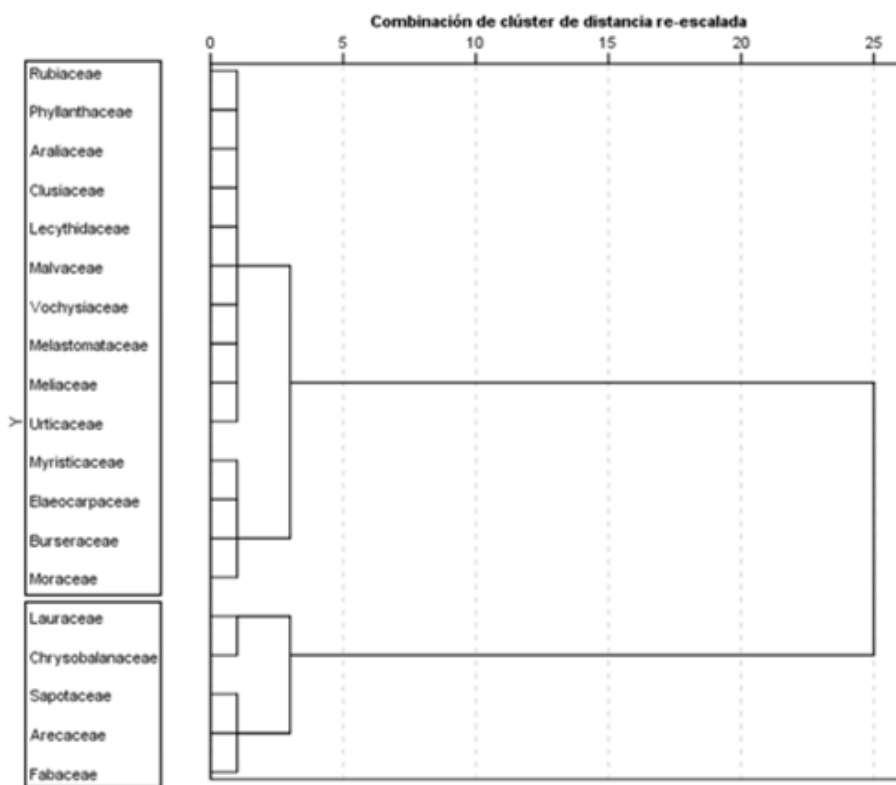 Combinación de clúster de distancia re-escalada
0 5 10 15 20 25
Rubiaceae
Phyllanthaceae
Araliaceae
Clusiaceae
Lecythidaceae
Malvaceae
Vochysiaceae
Melastomataceae
Meliaceae
Y
Urticaceae
Myristicaceae
Elaeocarpaceae
Burseraceae
Moraceae
Lauraceae
Chrysobalanaceae
Sapotaceae
Arecaceae
Fabaceae